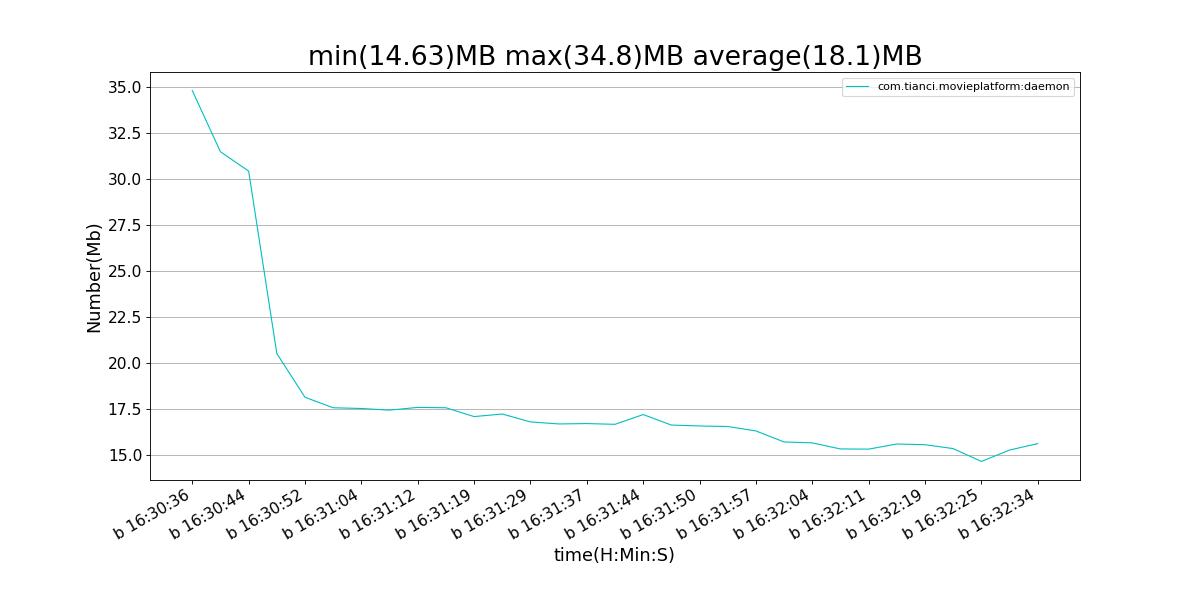 min(14.63)MB max(34.8)MB average(18.1)MB
com.tianci.movieplatform:daemon
35.0
32.5
30.0
27.5
25.0
22.5
20.0
17.5
15.0
Number(Mb)
b 16:30:36
b 16:30:44
b 16:30:52
b 16:31:04
b 16:31:12
b 16:31:19
b 16:31:29
b 16:31:37
b 16:31:44
b 16:31:50
b 16:31:57
b 16:32:04
b 16:32:11
b 16:32:19
b 16:32:25
b 16:32:34
time(H:Min:S)